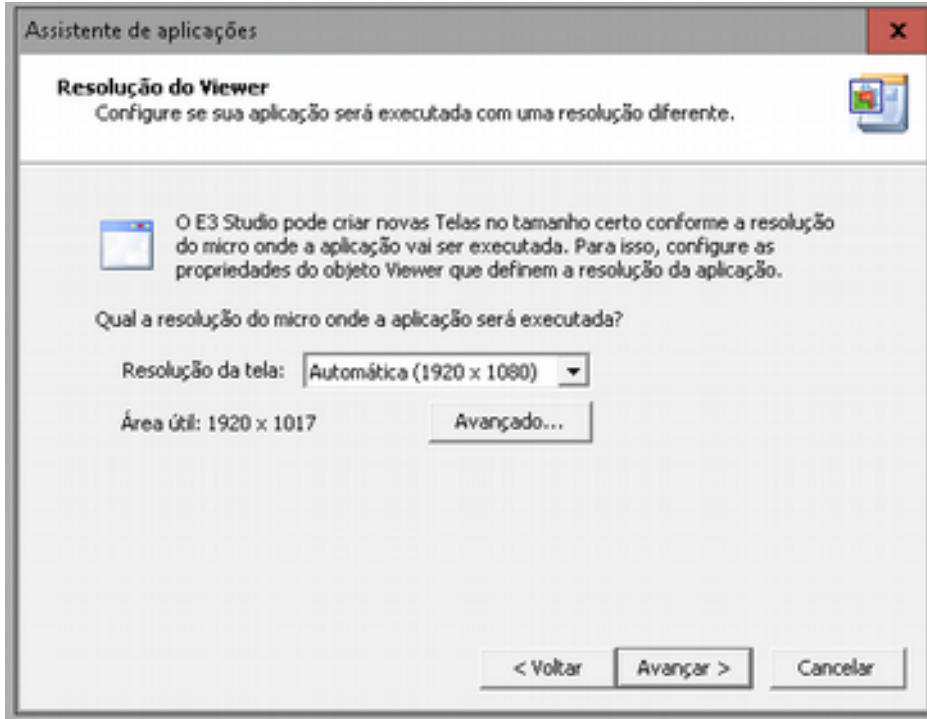 Assistente de aplicações
Resolução do Viewer
Configure se sua aplicação será executada com uma resolução diferente.
O E3 Studio pode criar novas Telas no tamanho certo conforme a resolução
do micro onde a aplicação vai ser executada. Para isso, configure as
propriedades do objeto Viewer que definem a resolução da aplicação.
Qual a resolução do micro onde a aplicação será executada?
Resolução da tela: Automática (1920 x 1080)
Área útil: 1920 x 1017 Avançado...
< Voltar Avançar > Cancelar